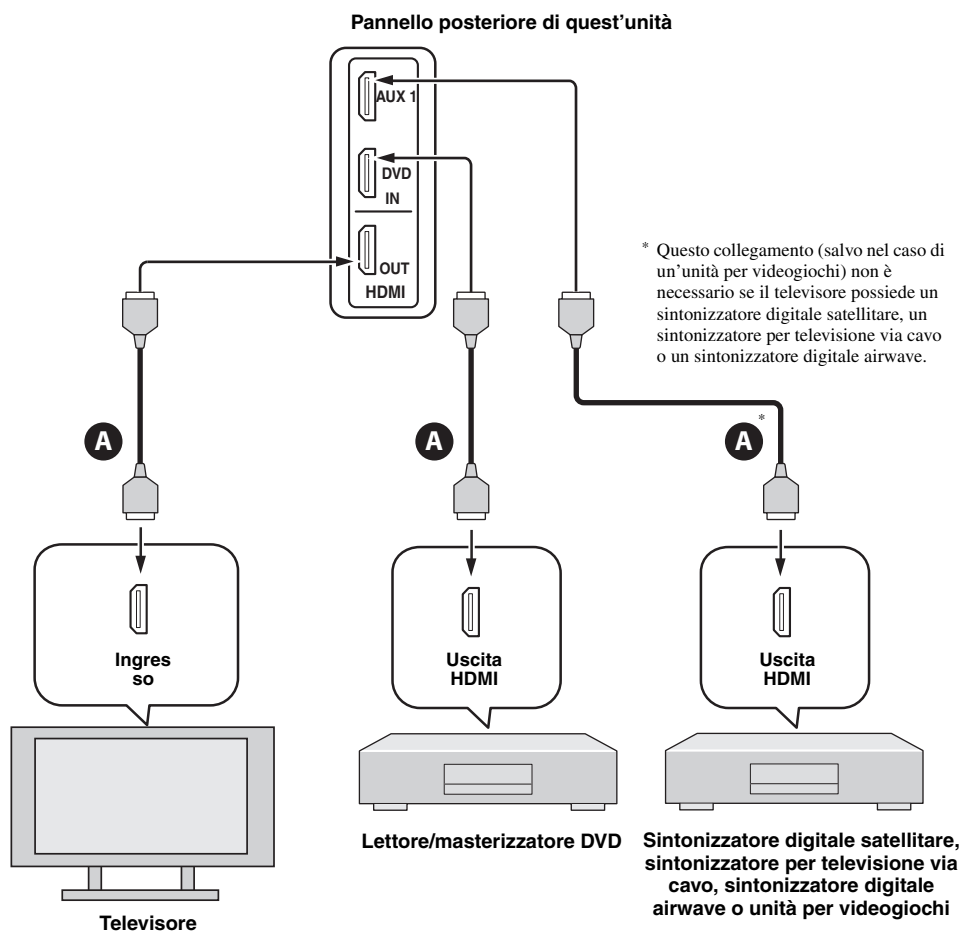 Pannello posteriore di quest'unità
AUX 1
DVD
IN
OUT
HDMI
* Questo collegamento (salvo nel caso di
un'unità per videogiochi) non è
necessario se il televisore possiede un
sintonizzatore digitale satellitare, un
sintonizzatore per televisione via cavo
o un sintonizzatore digitale airwave.
A
A
A *
Ingres
so
Uscita
HDMI
Uscita
HDMI
Televisore
Lettore/masterizzatore DVD
Sintonizzatore digitale satellitare,
sintonizzatore per televisione via
cavo, sintonizzatore digitale
airwave o unità per videogiochi